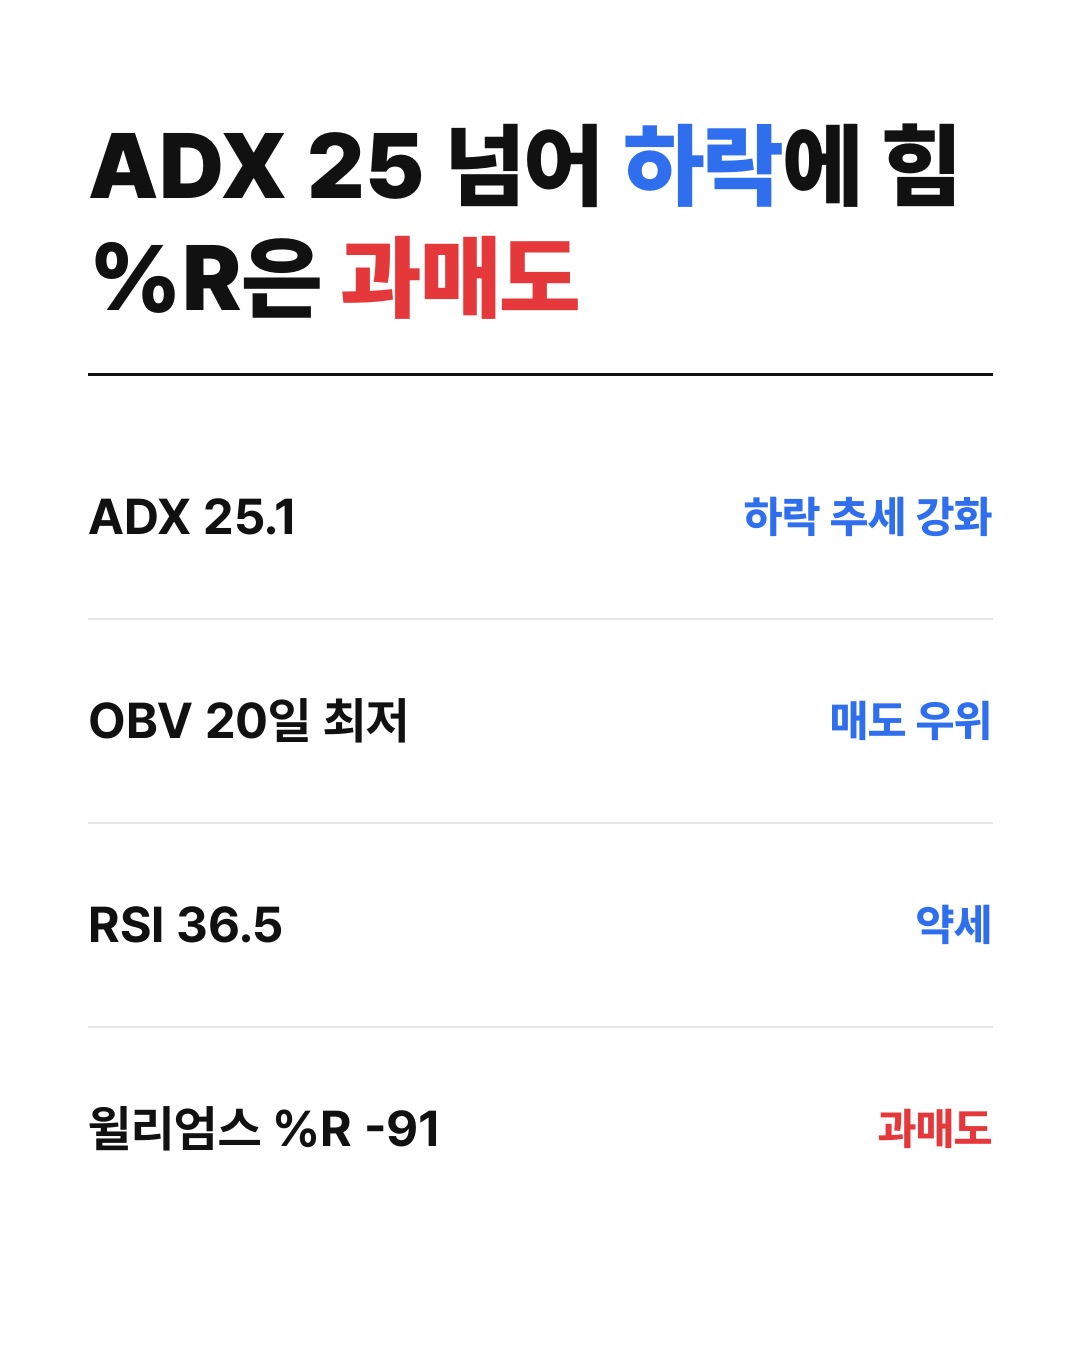 ADX 25 넘어 하락에 힘
%R은 과매도
ADX 25.1 하락 추세 강화
OBV 20일 최저 매도 우위
RSI 36.5 약세
윌리엄스 %R -91 과매도